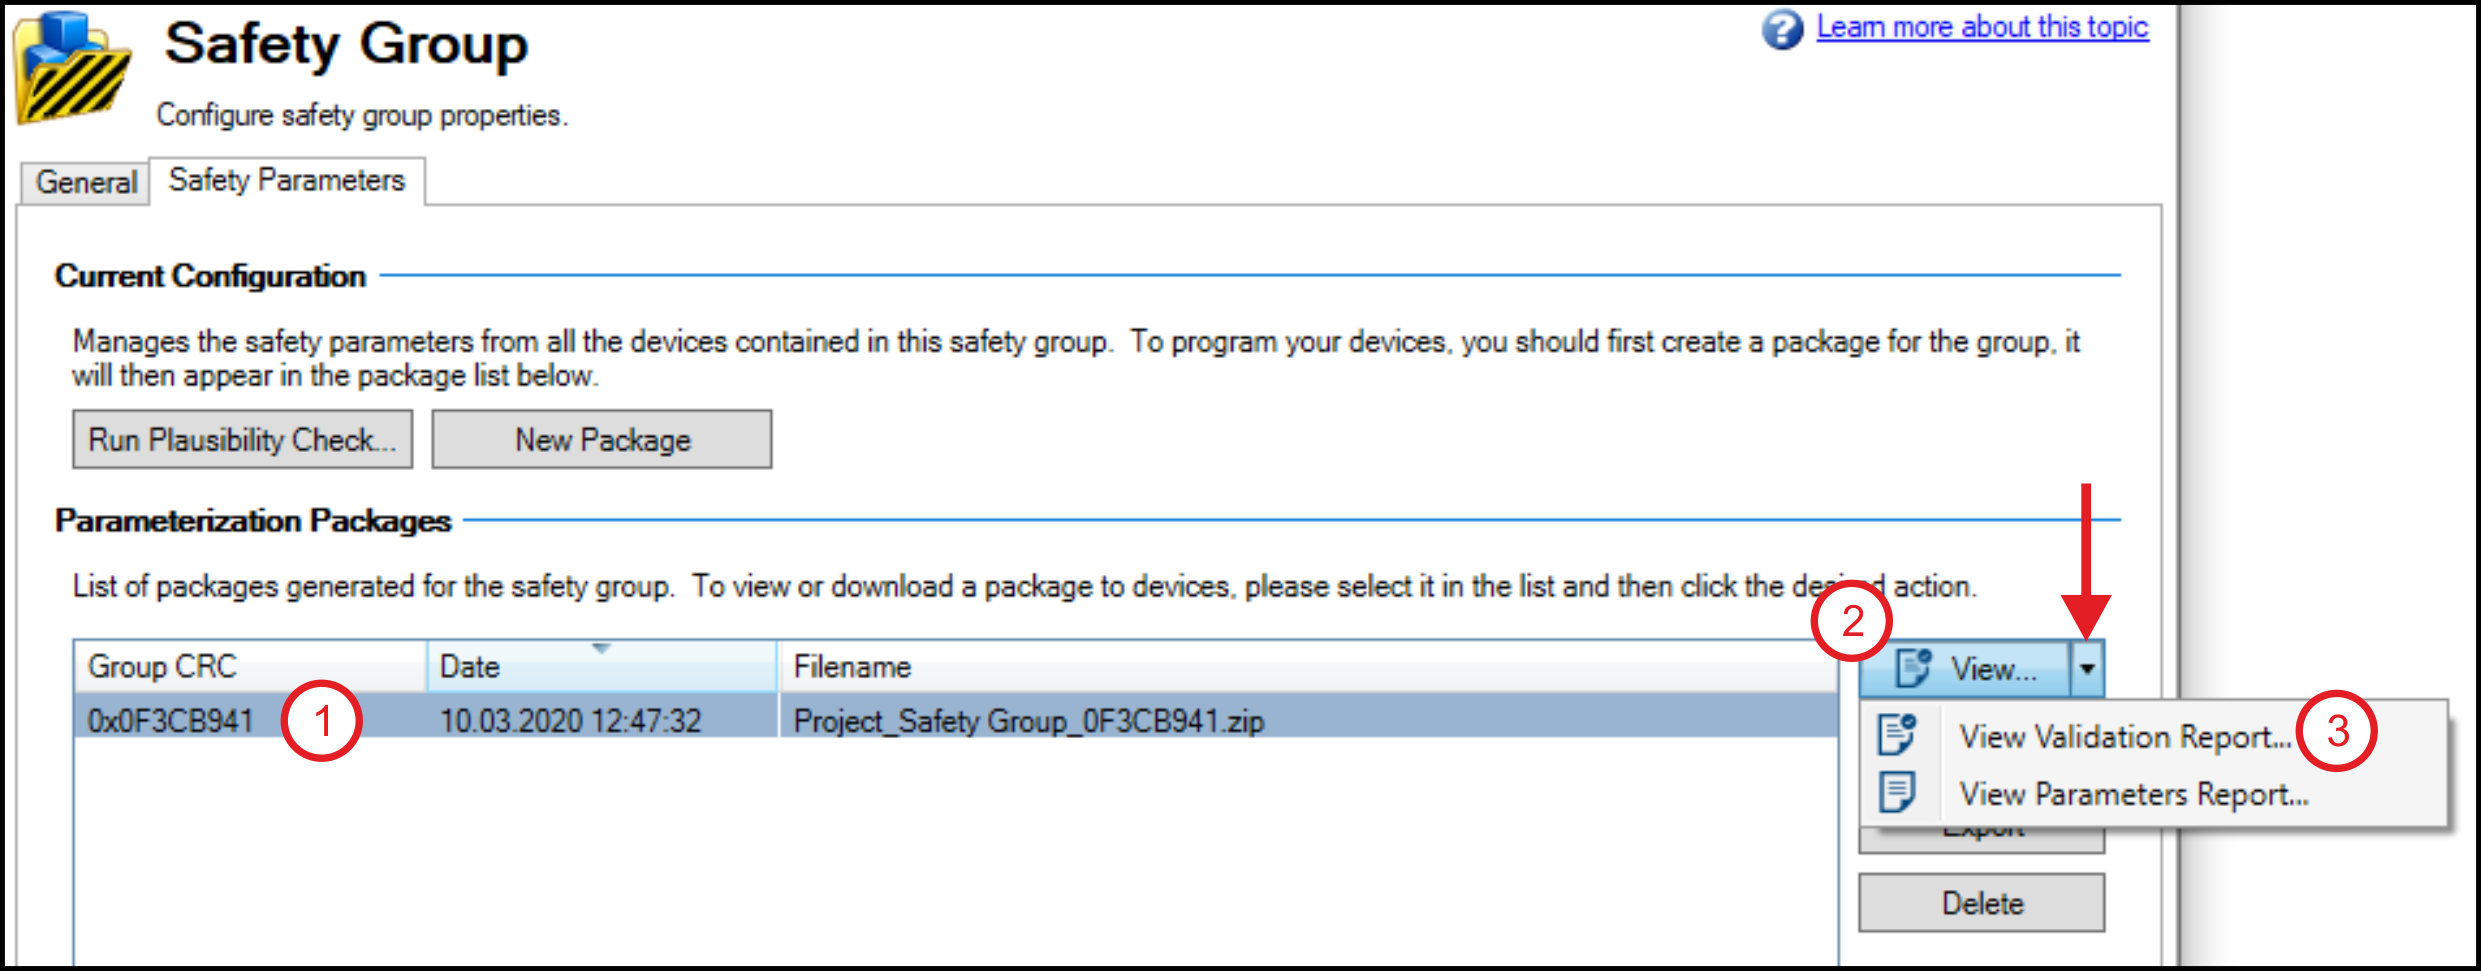 Safety Group
Learn more about this topic
Configure safety group properties.
General
Safety Parameters
Current Configuration
Manages the safety parameters from all the devices contained in this safety group.  To program your devices, you should first create a package for the group, it
will then appear in the package list below.
Run Plausibility Check...
New Package
Parameterization Packages
List of packages generated for the safety group.  To view or download a package to devices, please select it in the list and then click the desired action.
2
Group CRC
Date
Filename
View...
0x0F3CB941
1
10.03.2020 12:47:32
Project_Safety Group_0F3CB941.zip
View Validation Report...
3
View Parameters Report...
Export
Delete